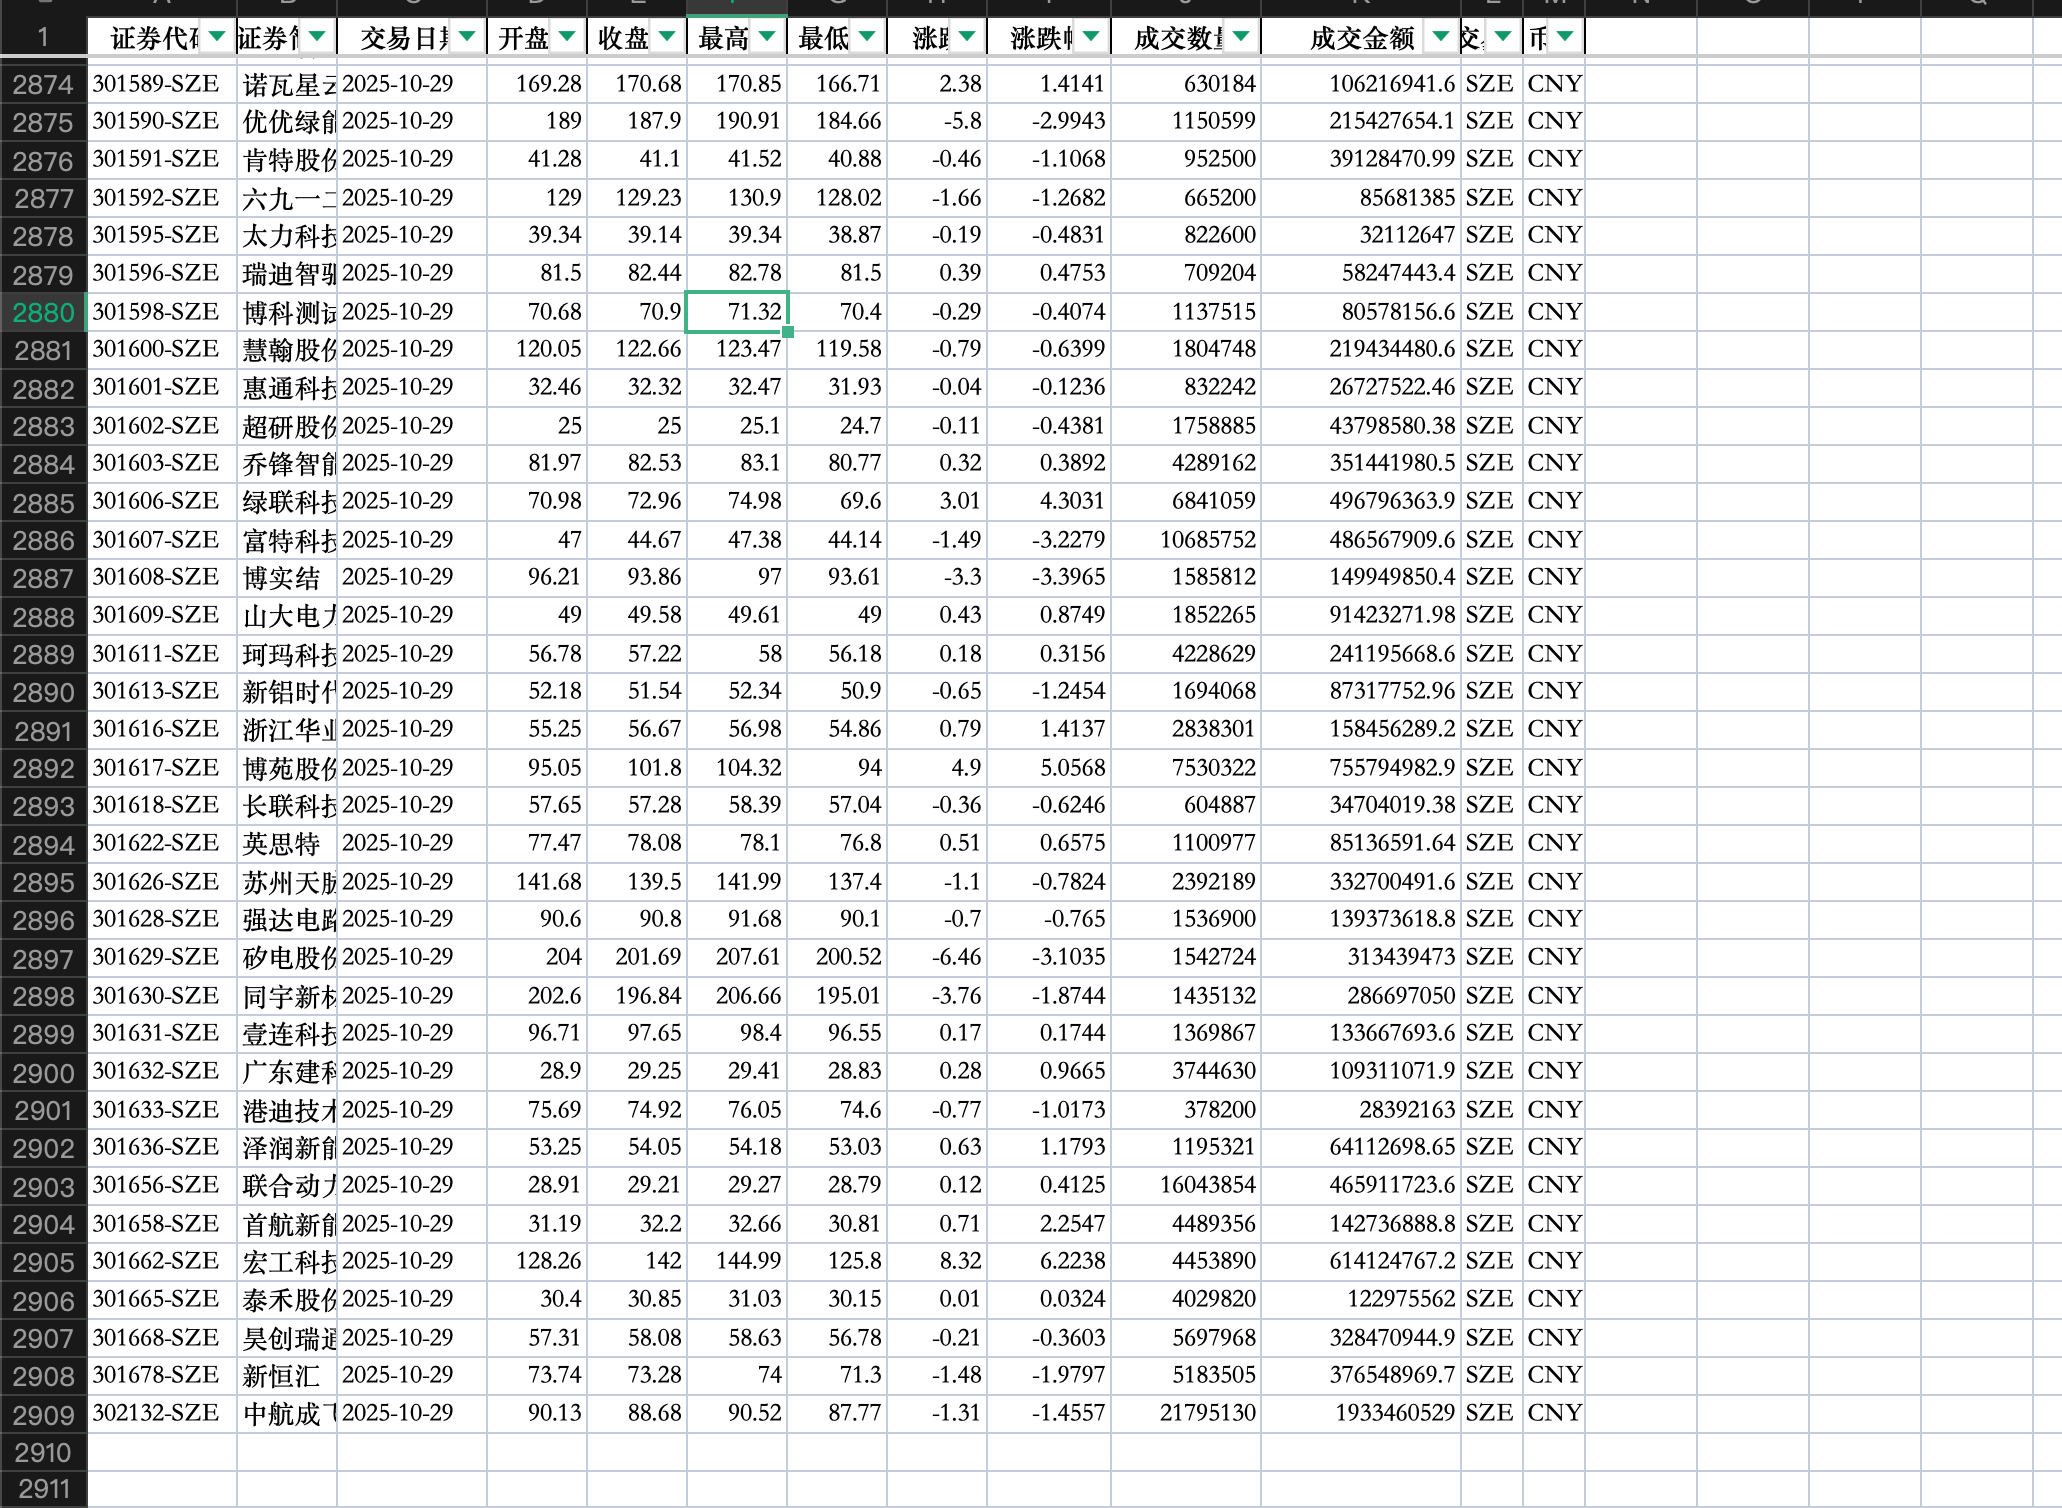 1 证券代 证券 交易日 开盘 收盘 最高 最低 涨 涨跌 成交数 成交金额 交 币
2874 301589-SZE 诺瓦星云 2025-10-29 169.28 170.68 170.85 166.71 2.38 1.4141 630184 106216941.6 SZE CNY
2875 301590-SZE 优优绿能 2025-10-29 189 187.9 190.91 184.66 -5.8 -2.9943 1150599 215427654.1 SZE CNY
2876 301591-SZE 肯特股份 2025-10-29 41.28 41.1 41.52 40.88 -0.46 -1.1068 952500 39128470.99 SZE CNY
2877 301592-SZE 六九一二 2025-10-29 129 129.23 130.9 128.02 -1.66 -1.2682 665200 85681385 SZE CNY
2878 301595-SZE 太力科技 2025-10-29 39.34 39.14 39.34 38.87 -0.19 -0.4831 822600 32112647 SZE CNY
2879 301596-SZE 瑞迪智驱 2025-10-29 81.5 82.44 82.78 81.5 0.39 0.4753 709204 58247443.4 SZE CNY
2880 301598-SZE 博科测试 2025-10-29 70.68 70.9 71.32 70.4 -0.29 -0.4074 1137515 80578156.6 SZE CNY
2881 301600-SZE 慧翰股份 2025-10-29 120.05 122.66 123.47 119.58 -0.79 -0.6399 1804748 219434480.6 SZE CNY
2882 301601-SZE 惠通科技 2025-10-29 32.46 32.32 32.47 31.93 -0.04 -0.1236 832242 26727522.46 SZE CNY
2883 301602-SZE 超研股份 2025-10-29 25 25 25.1 24.7 -0.11 -0.4381 1758885 43798580.38 SZE CNY
2884 301603-SZE 乔锋智能 2025-10-29 81.97 82.53 83.1 80.77 0.32 0.3892 4289162 351441980.5 SZE CNY
2885 301606-SZE 绿联科技 2025-10-29 70.98 72.96 74.98 69.6 3.01 4.3031 6841059 496796363.9 SZE CNY
2886 301607-SZE 富特科技 2025-10-29 47 44.67 47.38 44.14 -1.49 -3.2279 10685752 486567909.6 SZE CNY
2887 301608-SZE 博实结 2025-10-29 96.21 93.86 97 93.61 -3.3 -3.3965 1585812 149949850.4 SZE CNY
2888 301609-SZE 山大电力 2025-10-29 49 49.58 49.61 49 0.43 0.8749 1852265 91423271.98 SZE CNY
2889 301611-SZE 珂玛科技 2025-10-29 56.78 57.22 58 56.18 0.18 0.3156 4228629 241195668.6 SZE CNY
2890 301613-SZE 新铝时代 2025-10-29 52.18 51.54 52.34 50.9 -0.65 -1.2454 1694068 87317752.96 SZE CNY
2891 301616-SZE 浙江华业 2025-10-29 55.25 56.67 56.98 54.86 0.79 1.4137 2838301 158456289.2 SZE CNY
2892 301617-SZE 博苑股份 2025-10-29 95.05 101.8 104.32 94 4.9 5.0568 7530322 755794982.9 SZE CNY
2893 301618-SZE 长联科技 2025-10-29 57.65 57.28 58.39 57.04 -0.36 -0.6246 604887 34704019.38 SZE CNY
2894 301622-SZE 英思特 2025-10-29 77.47 78.08 78.1 76.8 0.51 0.6575 1100977 85136591.64 SZE CNY
2895 301626-SZE 苏州天脉 2025-10-29 141.68 139.5 141.99 137.4 -1.1 -0.7824 2392189 332700491.6 SZE CNY
2896 301628-SZE 强达电路 2025-10-29 90.6 90.8 91.68 90.1 -0.7 -0.765 1536900 139373618.8 SZE CNY
2897 301629-SZE 矽电股份 2025-10-29 204 201.69 207.61 200.52 -6.46 -3.1035 1542724 313439473 SZE CNY
2898 301630-SZE 同宇新材 2025-10-29 202.6 196.84 206.66 195.01 -3.76 -1.8744 1435132 286697050 SZE CNY
2899 301631-SZE 壹连科技 2025-10-29 96.71 97.65 98.4 96.55 0.17 0.1744 1369867 133667693.6 SZE CNY
2900 301632-SZE 广东建科 2025-10-29 28.9 29.25 29.41 28.83 0.28 0.9665 3744630 109311071.9 SZE CNY
2901 301633-SZE 港迪技术 2025-10-29 75.69 74.92 76.05 74.6 -0.77 -1.0173 378200 28392163 SZE CNY
2902 301636-SZE 泽润新能 2025-10-29 53.25 54.05 54.18 53.03 0.63 1.1793 1195321 64112698.65 SZE CNY
2903 301656-SZE 联合动力 2025-10-29 28.91 29.21 29.27 28.79 0.12 0.4125 16043854 465911723.6 SZE CNY
2904 301658-SZE 首航新能 2025-10-29 31.19 32.2 32.66 30.81 0.71 2.2547 4489356 142736888.8 SZE CNY
2905 301662-SZE 宏工科技 2025-10-29 128.26 142 144.99 125.8 8.32 6.2238 4453890 614124767.2 SZE CNY
2906 301665-SZE 泰禾股份 2025-10-29 30.4 30.85 31.03 30.15 0.01 0.0324 4029820 122975562 SZE CNY
2907 301668-SZE 昊创瑞通 2025-10-29 57.31 58.08 58.63 56.78 -0.21 -0.3603 5697968 328470944.9 SZE CNY
2908 301678-SZE 新恒汇 2025-10-29 73.74 73.28 74 71.3 -1.48 -1.9797 5183505 376548969.7 SZE CNY
2909 302132-SZE 中航成飞 2025-10-29 90.13 88.68 90.52 87.77 -1.31 -1.4557 21795130 1933460529 SZE CNY
2910
2911